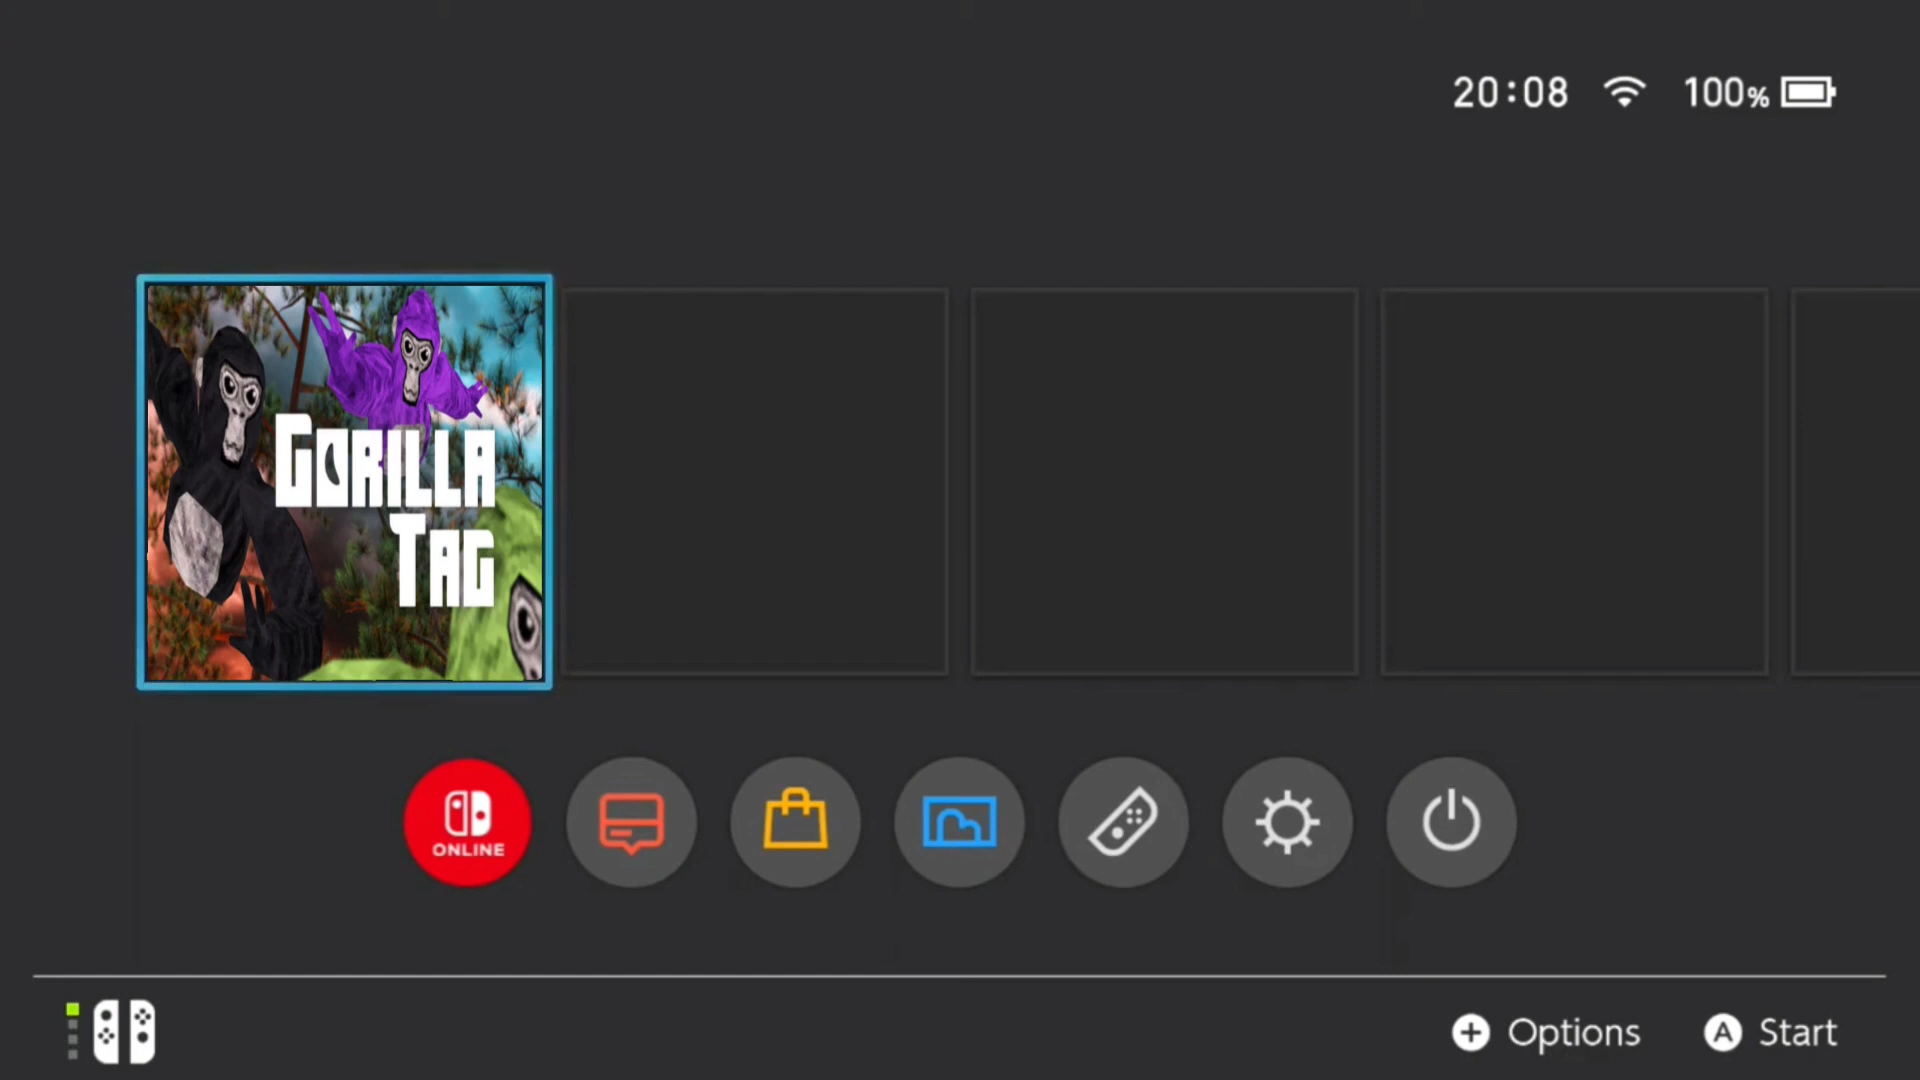 20:08
100%
GORILLA
TAG
ONLINE
+ Options
A Start